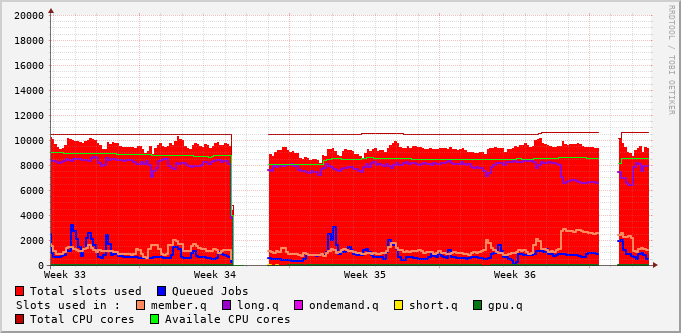 20000
18000
16000
14000
12000
10000
8000
6000
4000
2000
0
Week 33 Week 34 Week 35 Week 36
RRDTOOL / TOBI OETIKER
Total slots used Queued Jobs
Slots used in : member.q long.q ondemand.q short.q gpu.q
Total CPU cores Availale CPU cores